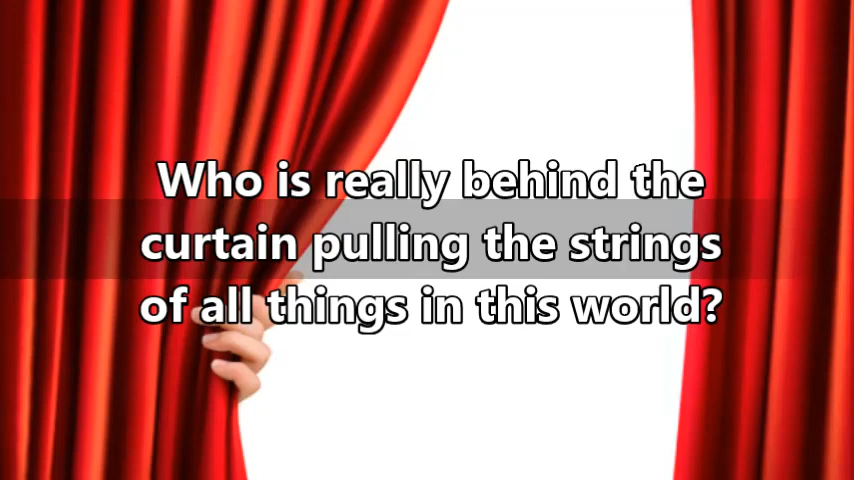 Who is really behind the
curtain pulling the strings
of all things in this world?